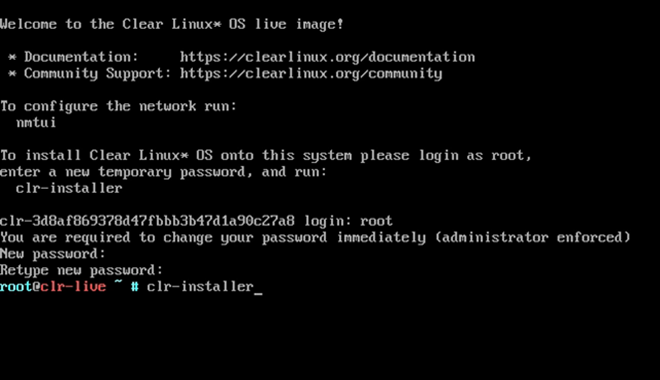 Welcome to the Clear Linux* OS live image!
* Documentation: https://clearlinux.org/documentation
* Community Support: https://clearlinux.org/community
To configure the network run:
nmtui
To install Clear Linux* OS onto this system please login as root,
enter a new temporary password, and run:
clr-installer
clr-3d8af869378d47fbbb3b47d1a90c27a8 login: root
You are required to change your password immediately (administrator enforced)
New password:
Retype new password:
root@clr-live ~ # clr-installer_